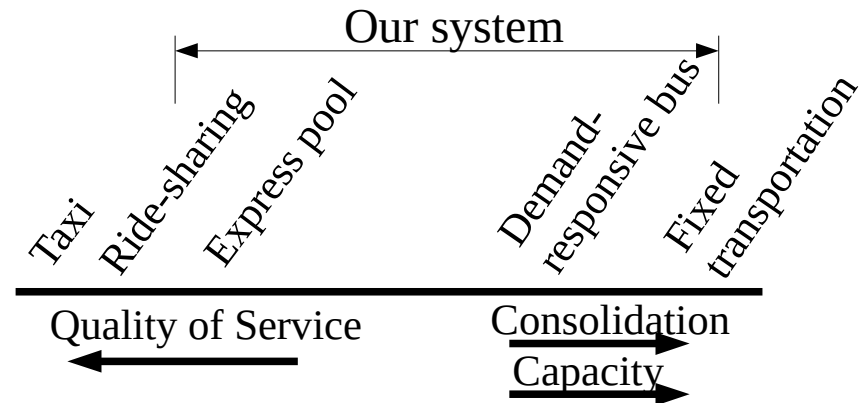 Our system
Taxi
Ride-sharing
Express pool
Demand-
responsive bus
Fixed
transportation
Quality of Service
Consolidation
Capacity